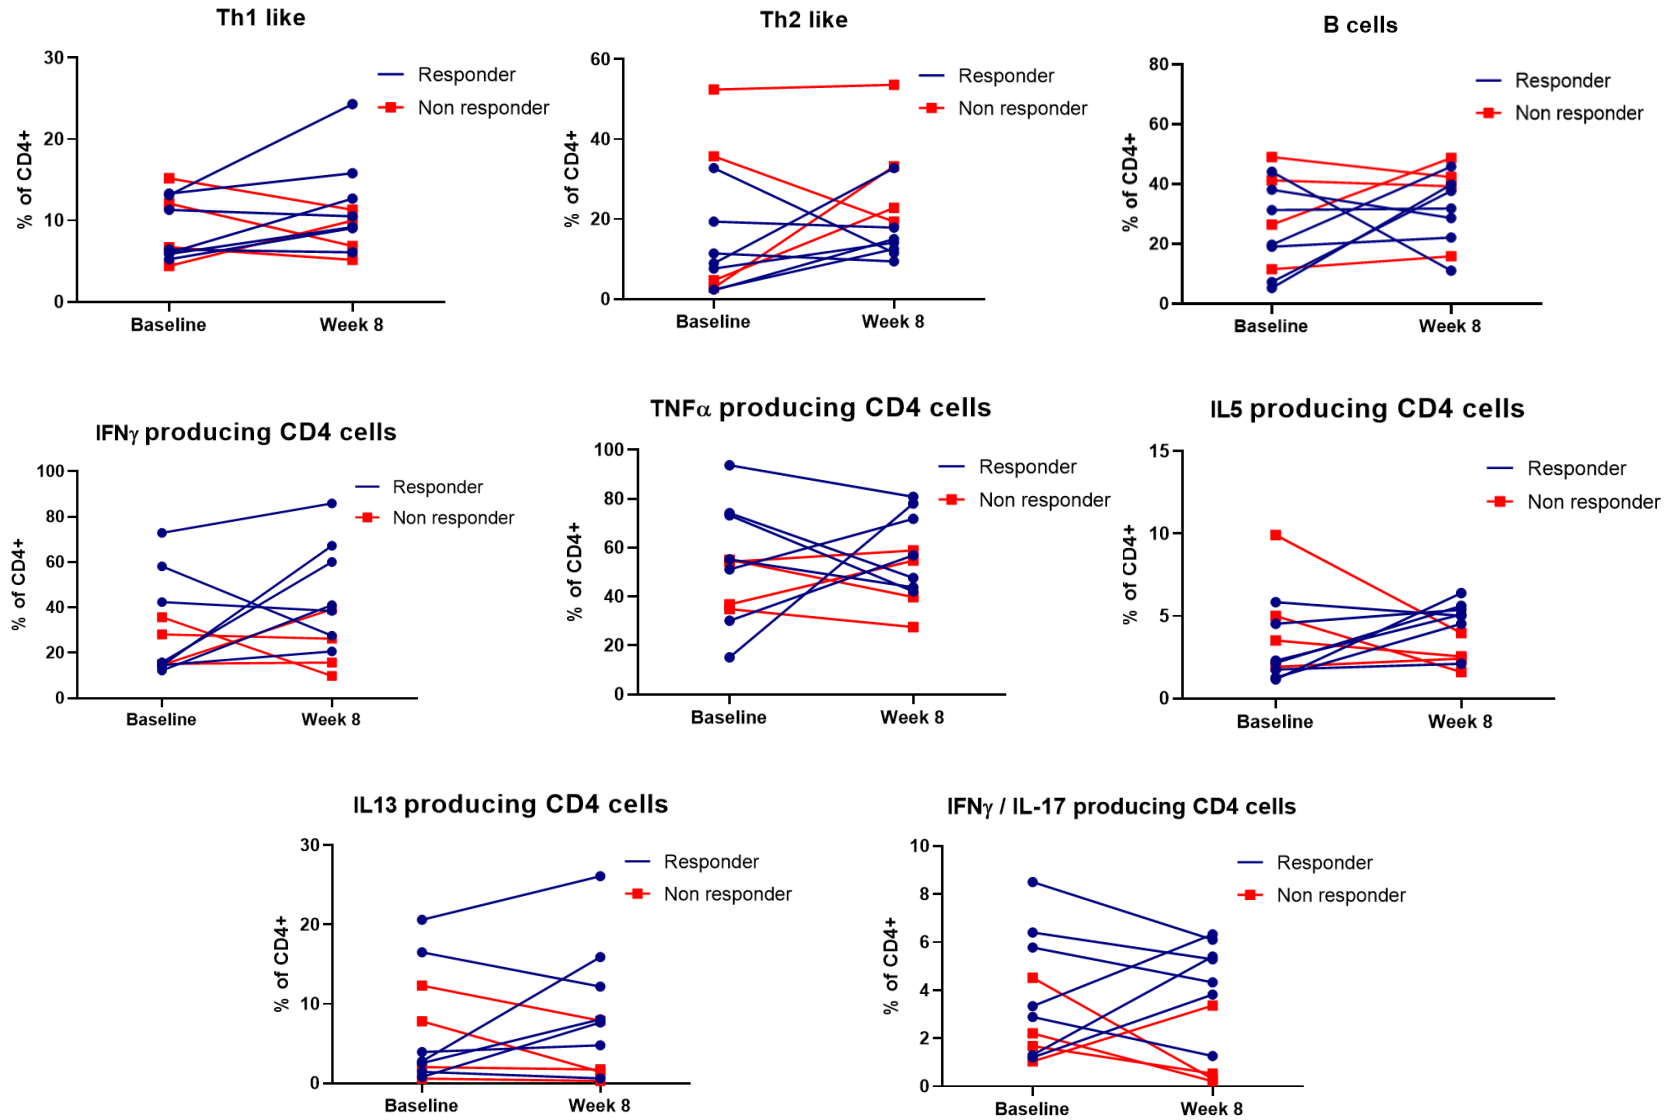 Th1 like
30
20
10
0
% of CD4+
Baseline
Week 8
Responder
Non responder
Th2 like
60
40
20
0
% of CD4+
Baseline
Week 8
Responder
Non responder
B cells
80
60
40
20
0
% of CD4+
Baseline
Week 8
Responder
Non responder
IFNγ producing CD4 cells
100
80
60
40
20
0
% of CD4+
Baseline
Week 8
Responder
Non responder
TNFα producing CD4 cells
100
80
60
40
20
0
% of CD4+
Baseline
Week 8
Responder
Non responder
IL5 producing CD4 cells
15
10
5
0
% of CD4+
Baseline
Week 8
Responder
Non responder
IL13 producing CD4 cells
30
20
10
0
% of CD4+
Baseline
Week 8
Responder
Non responder
IFNγ / IL-17 producing CD4 cells
10
8
6
4
2
0
% of CD4+
Baseline
Week 8
Responder
Non responder